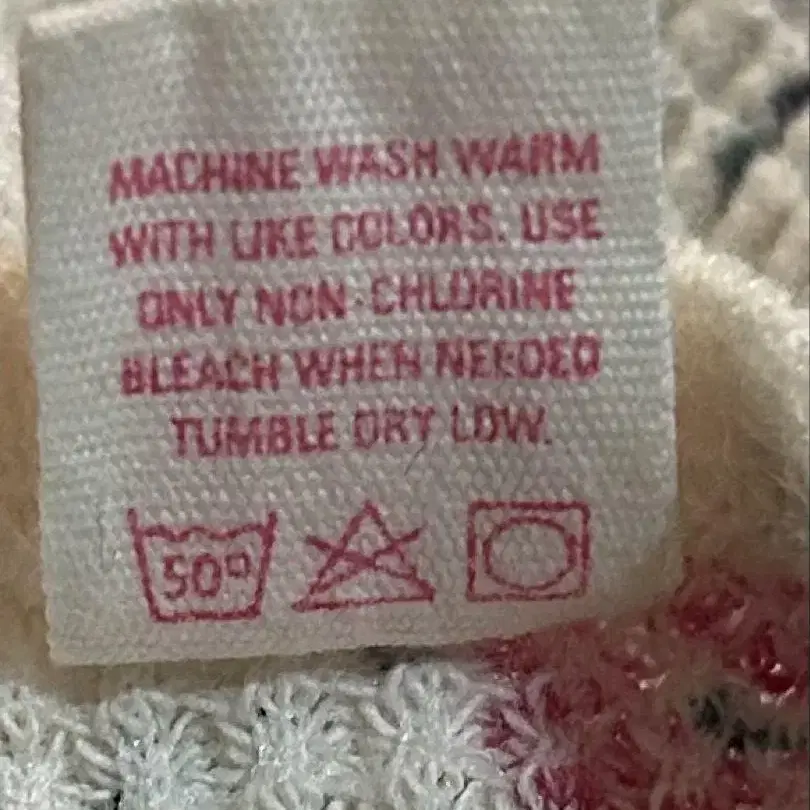 MACHINE WASH WARM
WITH LIKE COLORS. USE
ONLY NON-CHLORINE
BLEACH WHEN NEEDED
TUMBLE DRY LOW.
50°